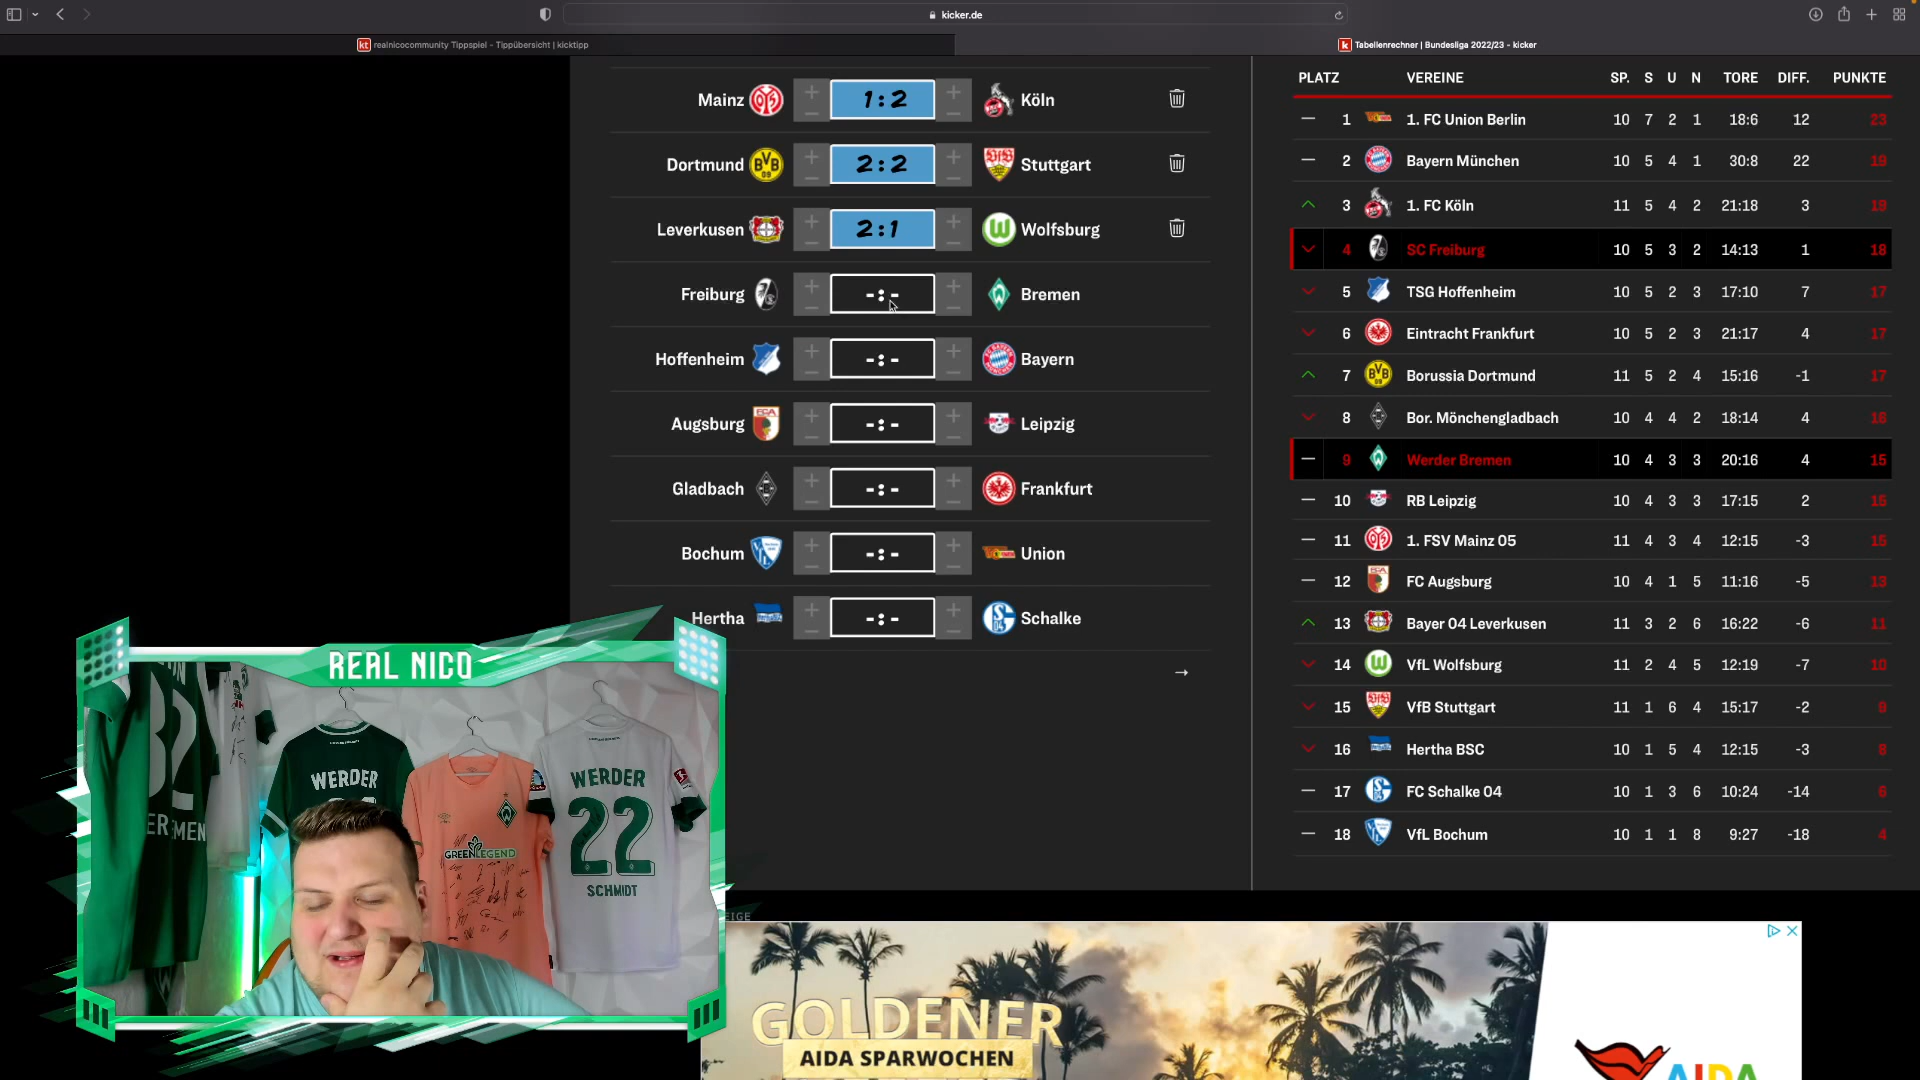 kicker.de
realnicocommunity Tippspiel - Tippübersicht | kicktipp
Tabellenrechner | Bundesliga 2022/23 - kicker
Mainz 1:2 Köln
Dortmund 2:2 Stuttgart
Leverkusen 2:1 Wolfsburg
Freiburg -:- Bremen
Hoffenheim -:- Bayern
Augsburg -:- Leipzig
Gladbach -:- Frankfurt
Bochum -:- Union
Hertha -:- Schalke
→
PLATZ VEREINE SP. S U N TORE DIFF. PUNKTE
1 1. FC Union Berlin 10 7 2 1 18:6 12 23
2 Bayern München 10 5 4 1 30:8 22 19
3 1. FC Köln 11 5 4 2 21:18 3 19
4 SC Freiburg 10 5 3 2 14:13 1 18
5 TSG Hoffenheim 10 5 2 3 17:10 7 17
6 Eintracht Frankfurt 10 5 2 3 21:17 4 17
7 Borussia Dortmund 11 5 2 4 15:16 -1 17
8 Bor. Mönchengladbach 10 4 4 2 18:14 4 16
9 Werder Bremen 10 4 3 3 20:16 4 15
10 RB Leipzig 10 4 3 3 17:15 2 15
11 1. FSV Mainz 05 11 4 3 4 12:15 -3 15
12 FC Augsburg 10 4 1 5 11:16 -5 13
13 Bayer 04 Leverkusen 11 3 2 6 16:22 -6 11
14 VfL Wolfsburg 11 2 4 5 12:19 -7 10
15 VfB Stuttgart 11 1 6 4 15:17 -2 9
16 Hertha BSC 10 1 5 4 12:15 -3 8
17 FC Schalke 04 10 1 3 6 10:24 -14 6
18 VfL Bochum 10 1 1 8 9:27 -18 4
REAL NICO
32
ER EMEN
WERDER
GREENLEGEND
WERDER
22
SCHMIDT
EIGE
GOLDENER
AIDA SPARWOCHEN
AIDA